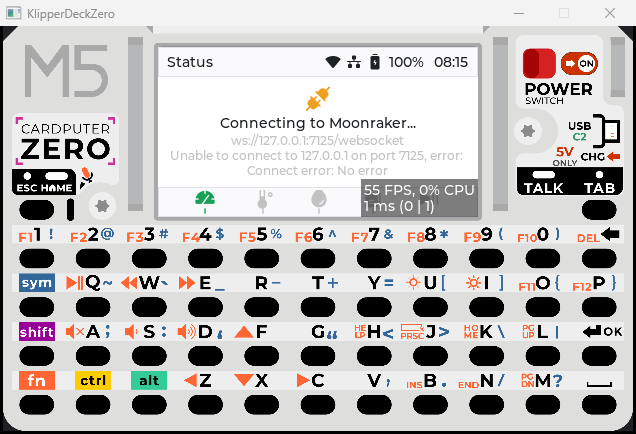 KlipperDeckZero
M5
Status 100% 08:15
Connecting to Moonraker...
ws://127.0.0.1:7125/websocket
Unable to connect to 127.0.0.1 on port 7125, error:
Connect error: No error
55 FPS, 0% CPU
1 ms (0 | 1)
ON
POWER
SWITCH
CARDPUTER
ZERO
USB
C2
5V
ONLY CHG
ESC HOME
TALK TAB
F1 1 ! F2 2 @ F3 3 # F4 4 $ F5 5 % F6 6 ^ F7 7 & F8 8 * F9 9 ( F10 0 ) DEL
sym Q ~ W ` E _ R - T + Y = U [ I ] F11 O { F12 P }
shift A ; S : D ‘ F G “ HELP H < PRSC J > HOME K \ PG UP L | OK
fn ctrl alt Z X C V , INS B . END N / PG DN M ?